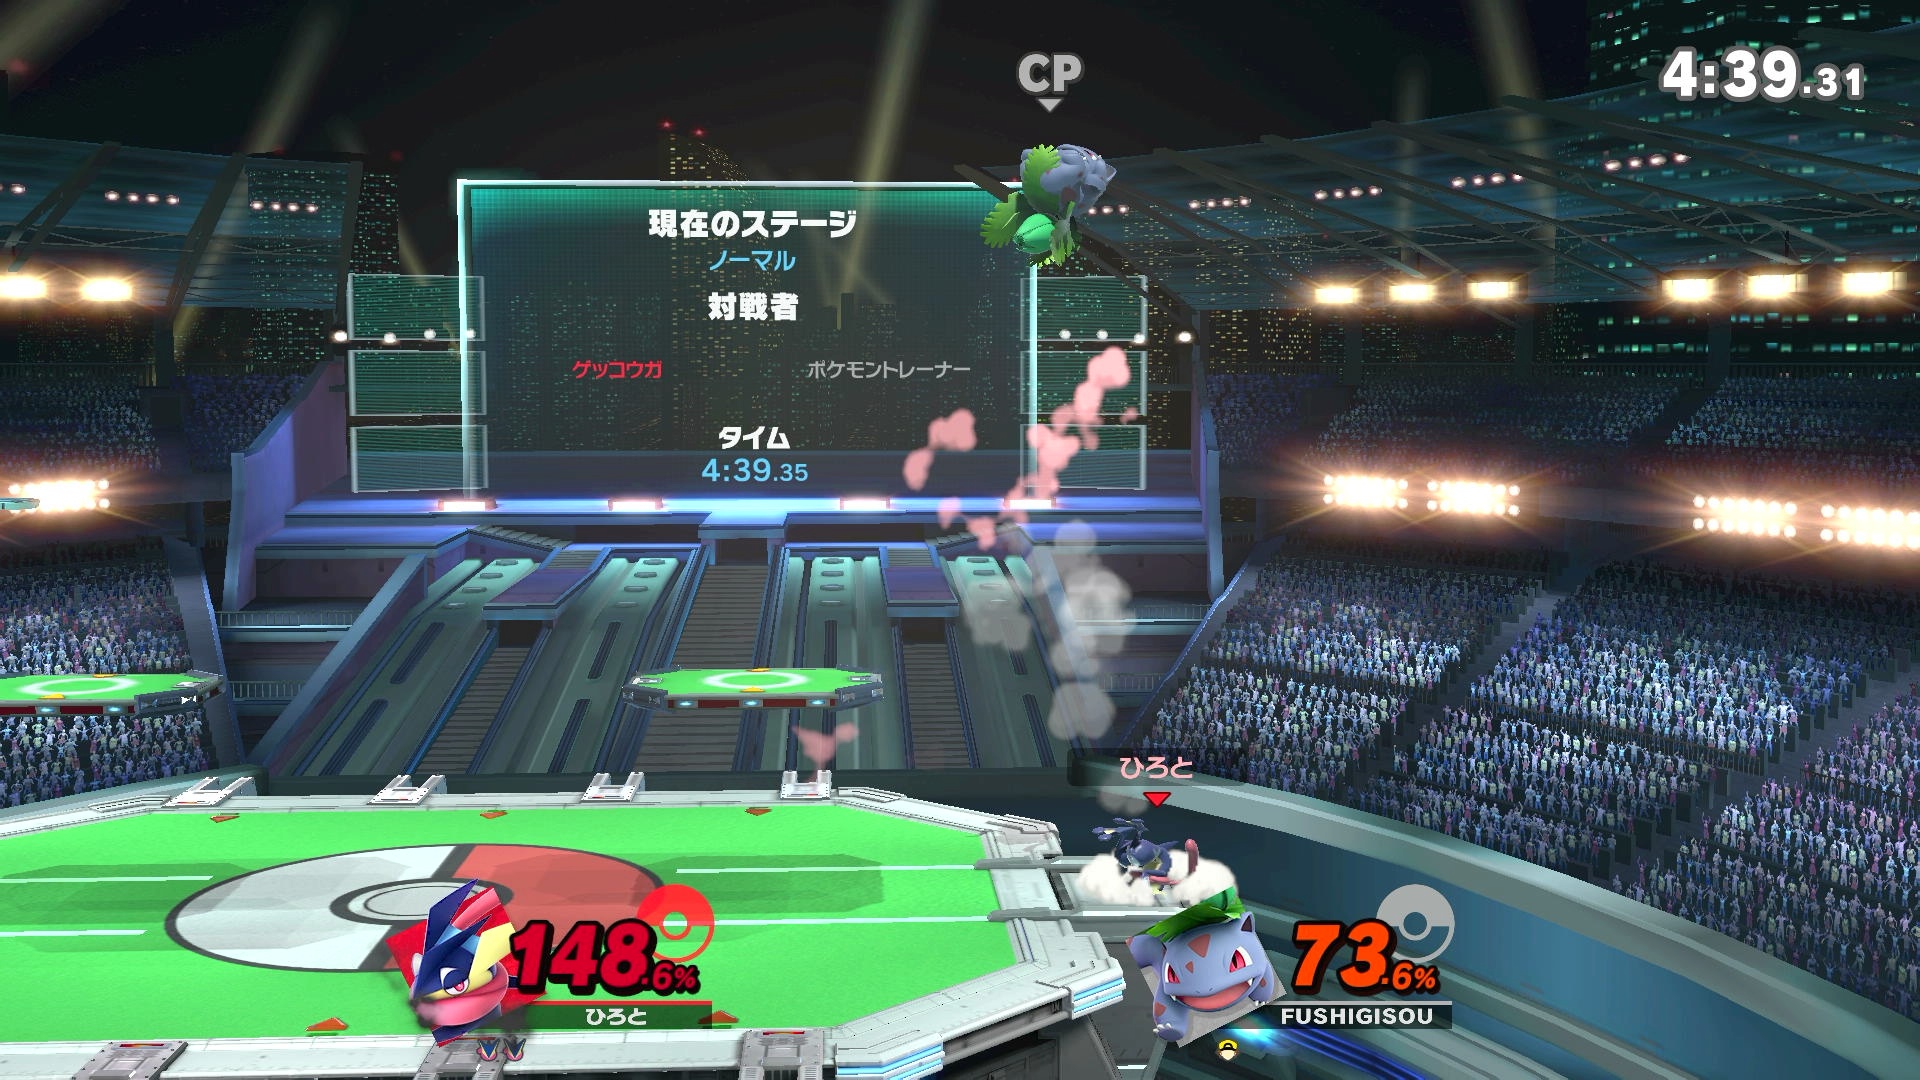 CP
4:39.31
現在のステージ
ノーマル
対戦者
ゲッコウガ
ポケモントレーナー
タイム
4:39.35
ひろと
148.6%
ひろと
73.6%
FUSHIGISOU